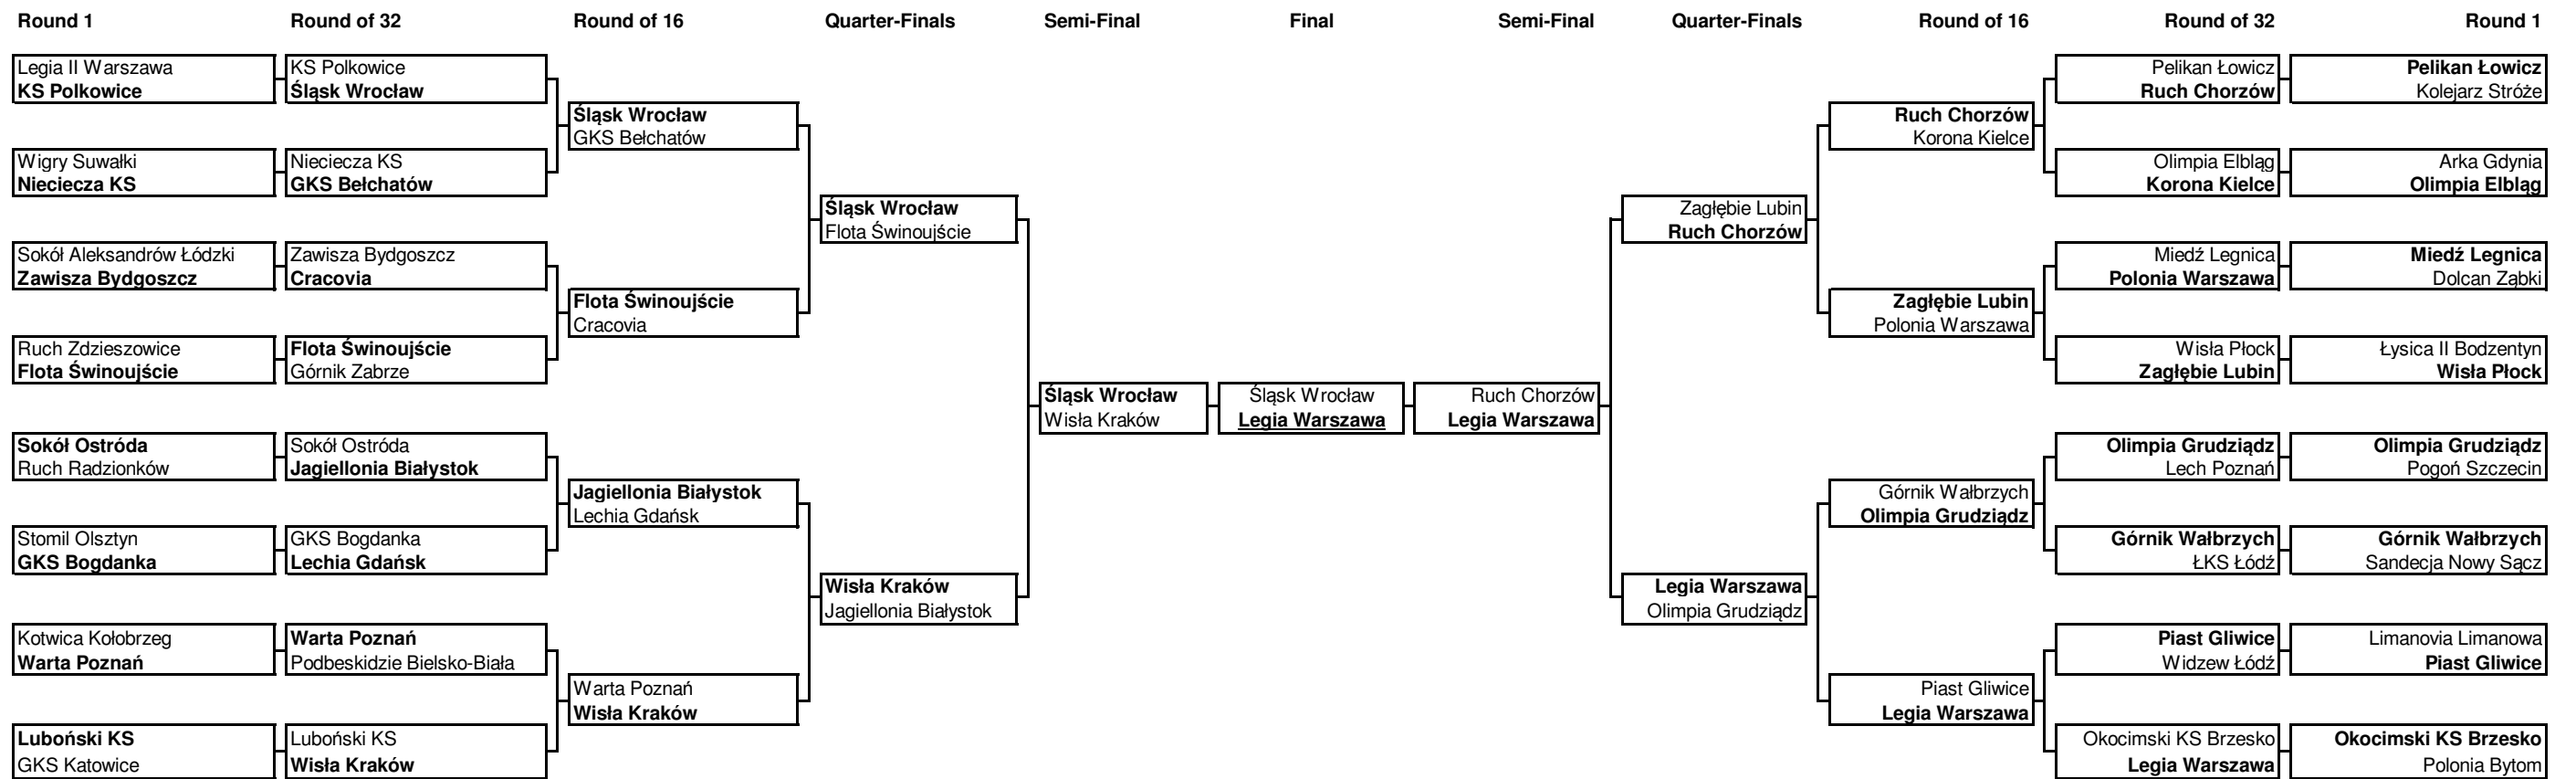 Round 1
Round of 32
Round of 16
Quarter-Finals
Semi-Final
Final
Semi-Final
Quarter-Finals
Round of 16
Round of 32
Round 1
Legia II Warszawa
KS Polkowice
Wigry Suwałki
Nieciecza KS
Sokół Aleksandrów Łódzki
Zawisza Bydgoszcz
Ruch Zdzieszowice
Flota Świnoujście
Sokół Ostróda
Ruch Radzionków
Stomil Olsztyn
GKS Bogdanka
Kotwica Kołobrzeg
Warta Poznań
Luboński KS
GKS Katowice
KS Polkowice
Śląsk Wrocław
Nieciecza KS
GKS Bełchatów
Zawisza Bydgoszcz
Cracovia
Flota Świnoujście
Górnik Zabrze
Sokół Ostróda
Jagiellonia Białystok
GKS Bogdanka
Lechia Gdańsk
Warta Poznań
Podbeskidzie Bielsko-Biała
Luboński KS
Wisła Kraków
Śląsk Wrocław
GKS Bełchatów
Flota Świnoujście
Cracovia
Jagiellonia Białystok
Lechia Gdańsk
Warta Poznań
Wisła Kraków
Śląsk Wrocław
Flota Świnoujście
Wisła Kraków
Jagiellonia Białystok
Śląsk Wrocław
Wisła Kraków
Śląsk Wrocław
Legia Warszawa
Ruch Chorzów
Legia Warszawa
Zagłębie Lubin
Ruch Chorzów
Legia Warszawa
Olimpia Grudziądz
Ruch Chorzów
Korona Kielce
Zagłębie Lubin
Polonia Warszawa
Górnik Wałbrzych
Olimpia Grudziądz
Piast Gliwice
Legia Warszawa
Pelikan Łowicz
Ruch Chorzów
Olimpia Elbląg
Korona Kielce
Miedź Legnica
Polonia Warszawa
Wisła Płock
Zagłębie Lubin
Olimpia Grudziądz
Lech Poznań
Górnik Wałbrzych
ŁKS Łódź
Piast Gliwice
Widzew Łódź
Okocimski KS Brzesko
Legia Warszawa
Pelikan Łowicz
Kolejarz Stróże
Arka Gdynia
Olimpia Elbląg
Miedź Legnica
Dolcan Ząbki
Łysica II Bodzentyn
Wisła Płock
Olimpia Grudziądz
Pogoń Szczecin
Górnik Wałbrzych
Sandecja Nowy Sącz
Limanovia Limanowa
Piast Gliwice
Okocimski KS Brzesko
Polonia Bytom